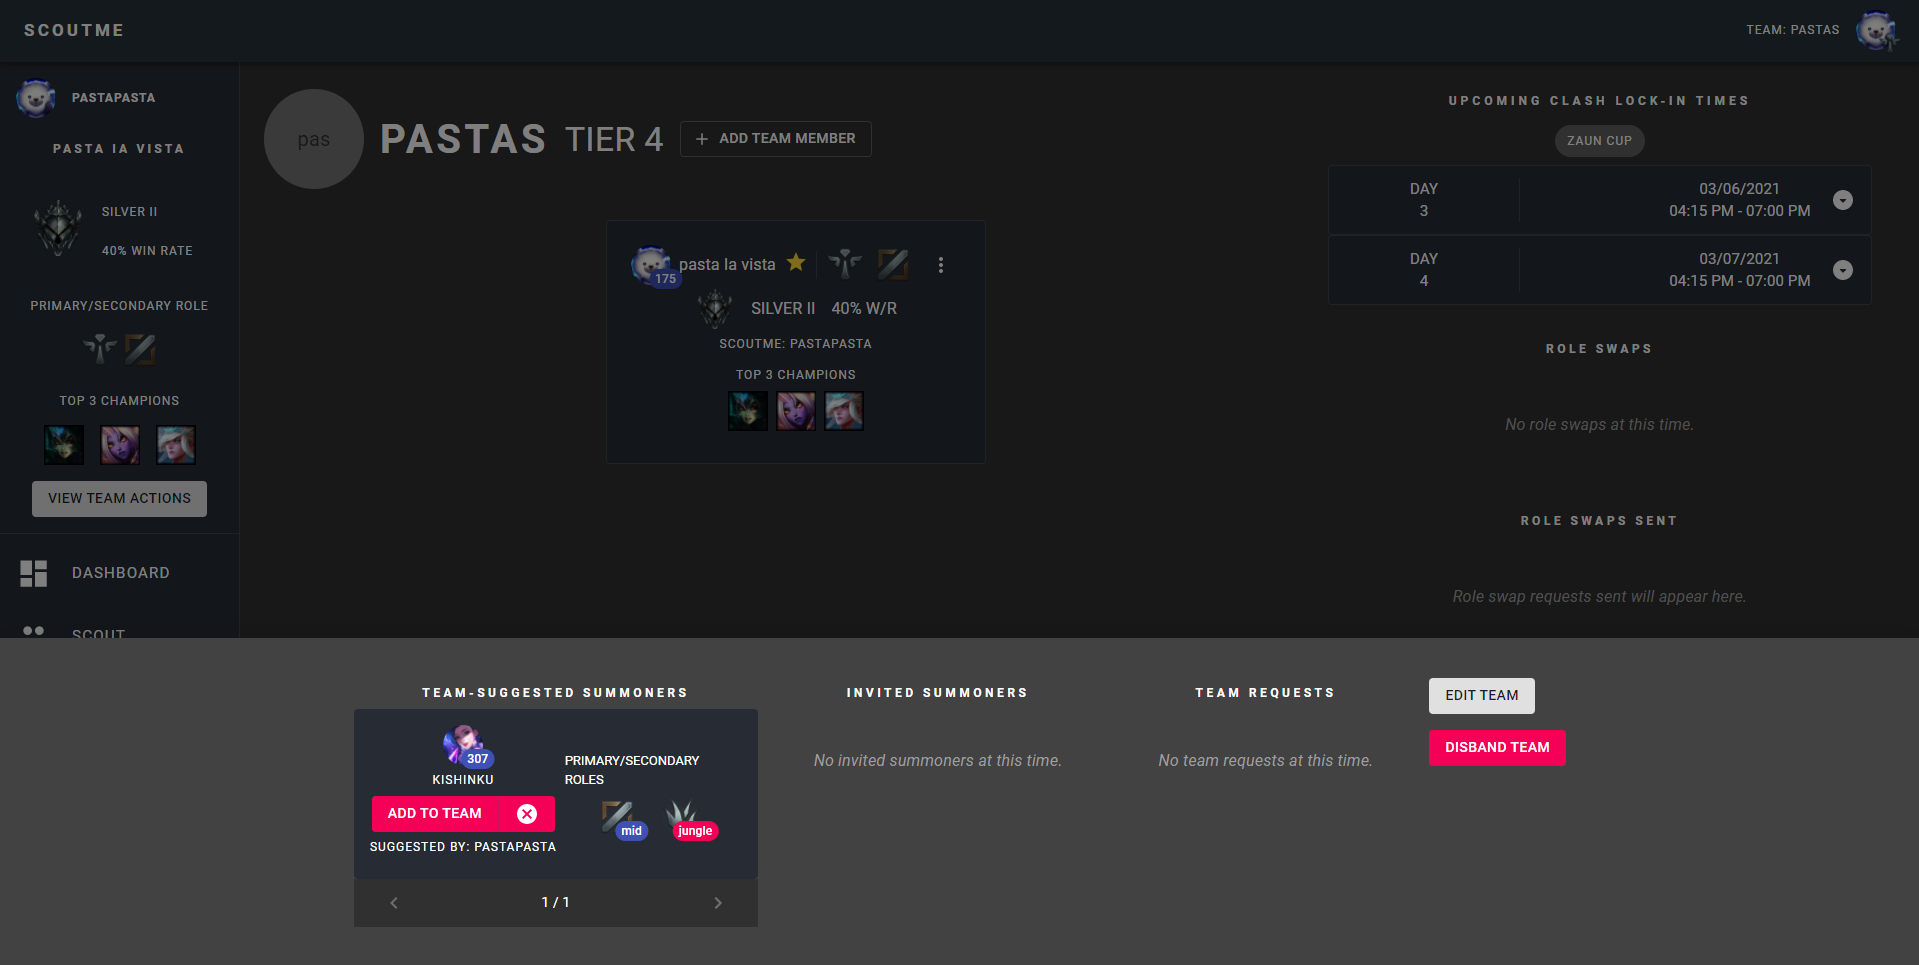 SCOUTME
TEAM: PASTAS
PASTAPASTA
PASTA lA VISTA
SILVER II
40% WIN RATE
PRIMARY/SECONDARY ROLE
TOP 3 CHAMPIONS
VIEW TEAM ACTIONS
DASHBOARD
SCOUT
pas
PASTAS TIER 4
ADD TEAM MEMBER
pasta la vista
175
SILVER II 40% W/R
SCOUTME: PASTAPASTA
TOP 3 CHAMPIONS
UPCOMING CLASH LOCK-IN TIMES
ZAUN CUP
DAY 03/06/2021
3 04:15 PM - 07:00 PM
DAY 03/07/2021
4 04:15 PM - 07:00 PM
ROLE SWAPS
No role swaps at this time.
ROLE SWAPS SENT
Role swap requests sent will appear here.
TEAM-SUGGESTED SUMMONERS
307
KISHINKU
ADD TO TEAM
SUGGESTED BY: PASTAPASTA
PRIMARY/SECONDARY
ROLES
mid
jungle
1 / 1
INVITED SUMMONERS
No invited summoners at this time.
TEAM REQUESTS
No team requests at this time.
EDIT TEAM
DISBAND TEAM